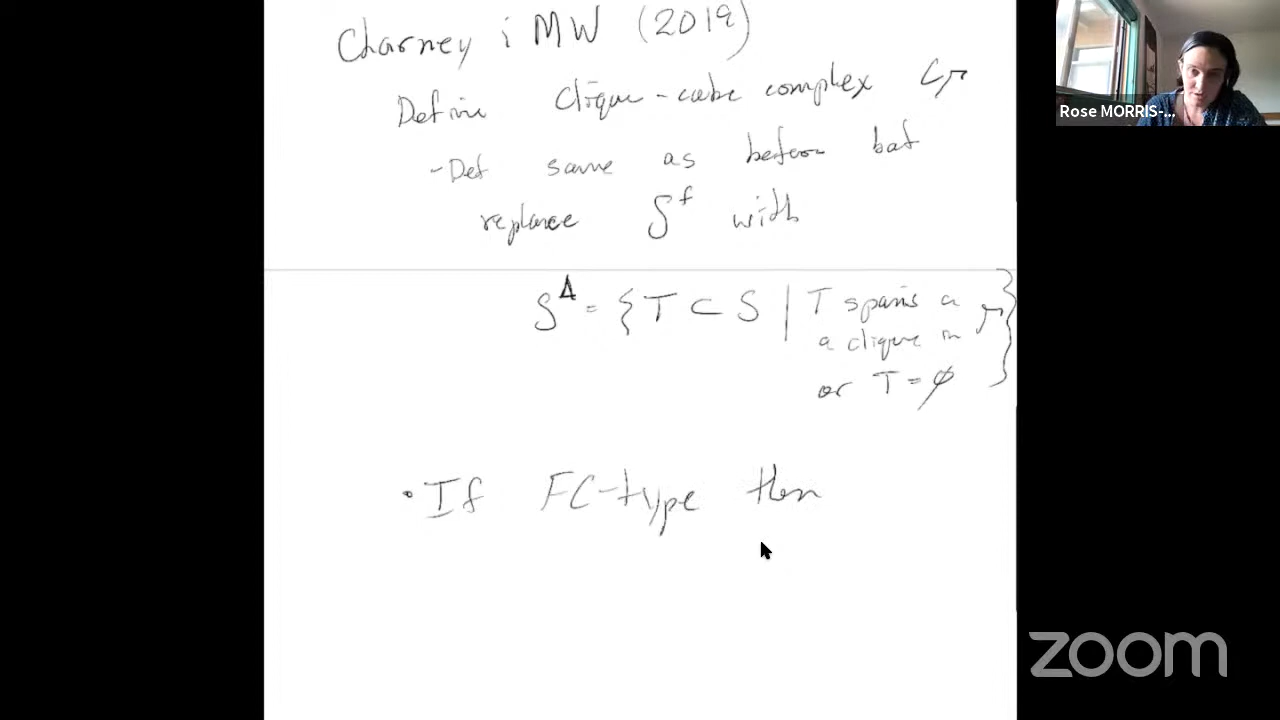 Charney i MW (2019)
Define Clique-cube complex C_Γ
- Def same as before but
replace S^f with
S^Δ = { T ⊂ S | T spans a
a clique in Γ
or T = ∅ }
• If FC-type then
Rose MORRIS-...
zoom